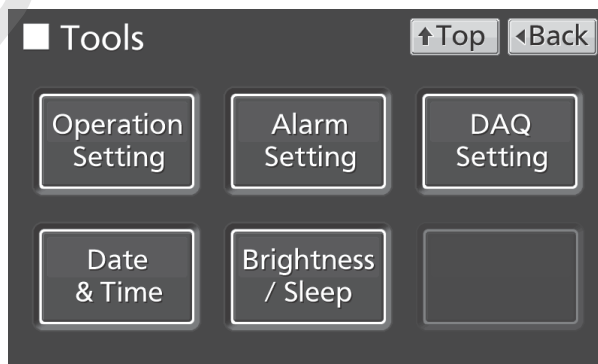 Tools
↑Top
◀Back
Operation
Setting
Alarm
Setting
DAQ
Setting
Date
& Time
Brightness
/ Sleep